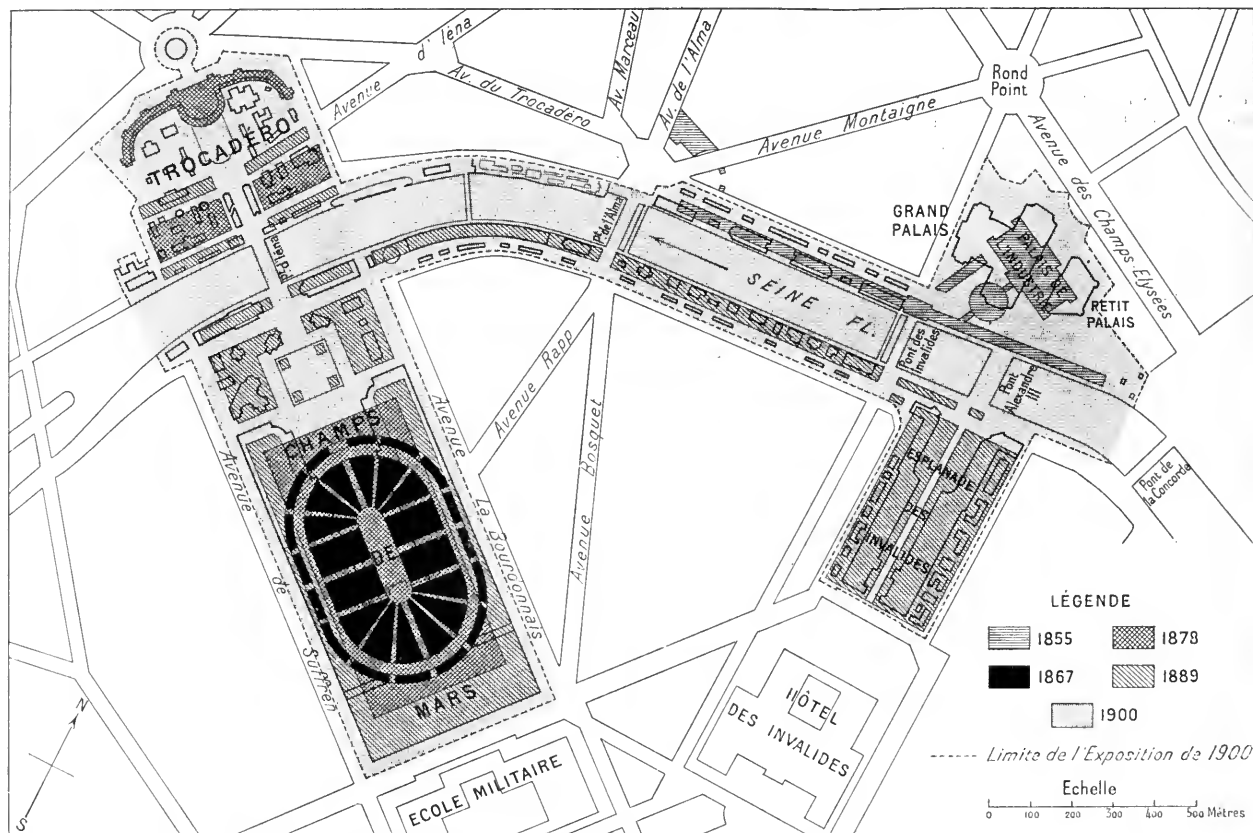 Avenue
d' Iéna
Av. du Trocadero
Av. Marceau
Av. de l'Alma
Avenue Montaigne
Rond
Point
Avenue des Champs-Elysées
TROCADERO
GRAND
PALAIS
PALAIS DE
L'INDUSTRIE
PETIT
PALAIS
Pt de l'Alma
SEINE FL.
Pont des
Invalides
Pont
Alexandre
III
Pont de
la Concorde
Avenue Rapp
Avenue Bosquet
Avenue La Bourdonnais
Avenue de Suffren
CHAMPS
DE
MARS
ESPLANADE
DES
INVALIDES
HÔTEL
DES INVALIDES
ECOLE MILITAIRE
N
S
LÉGENDE
1855
1878
1867
1889
1900
Limite de l'Exposition de 1900
Echelle
0 100 200 300 400 500 Mètres